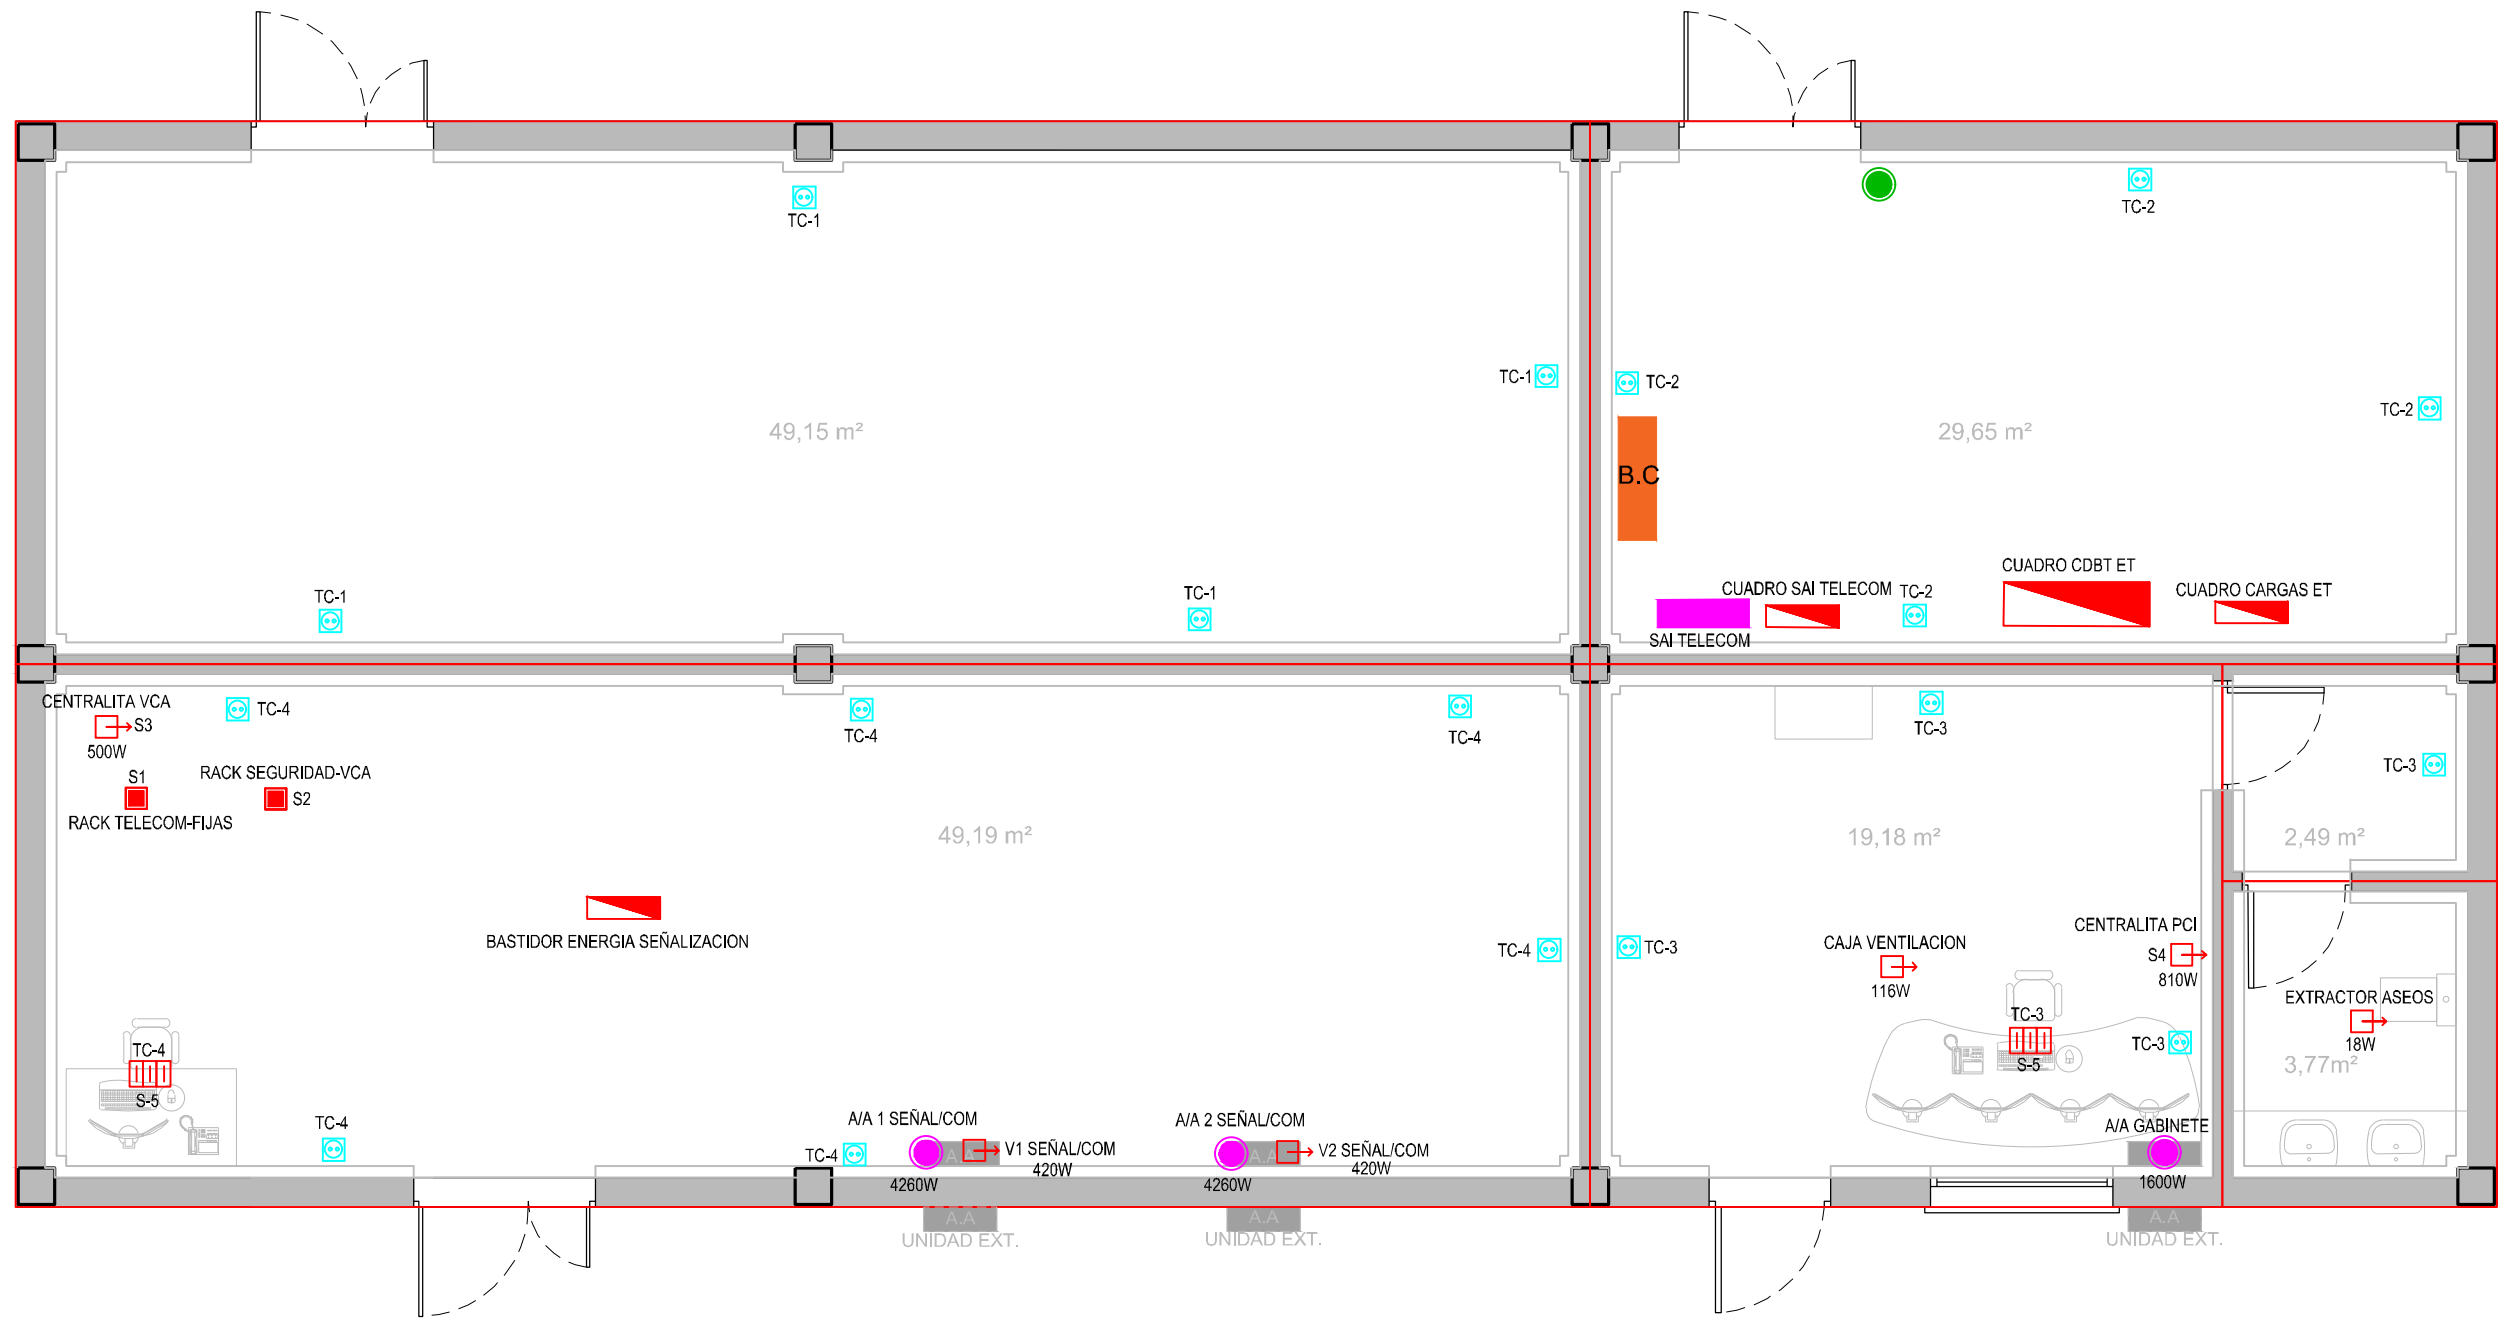 TC-1
TC-2
TC-1
TC-2
TC-2
49,15 m²
29,65 m²
B.C
CUADRO CDBT ET
CUADRO SAI TELECOM
TC-2
CUADRO CARGAS ET
TC-1
TC-1
SAI TELECOM
CENTRALITA VCA
S3
500W
TC-4
TC-4
TC-4
TC-3
TC-3
S1
RACK SEGURIDAD-VCA
S2
RACK TELECOM-FIJAS
49,19 m²
19,18 m²
2,49 m²
BASTIDOR ENERGIA SEÑALIZACION
TC-4
TC-3
CAJA VENTILACION
116W
CENTRALITA PCI
S4
810W
EXTRACTOR ASEOS
18W
3,77m²
TC-4
S-5
TC-3
S-5
TC-3
TC-4
TC-4
A/A 1 SEÑAL/COM
A.A
V1 SEÑAL/COM
420W
4260W
A/A 2 SEÑAL/COM
A.A
V2 SEÑAL/COM
420W
4260W
A/A GABINETE
1600W
A.A
UNIDAD EXT.
A.A
UNIDAD EXT.
A.A
UNIDAD EXT.